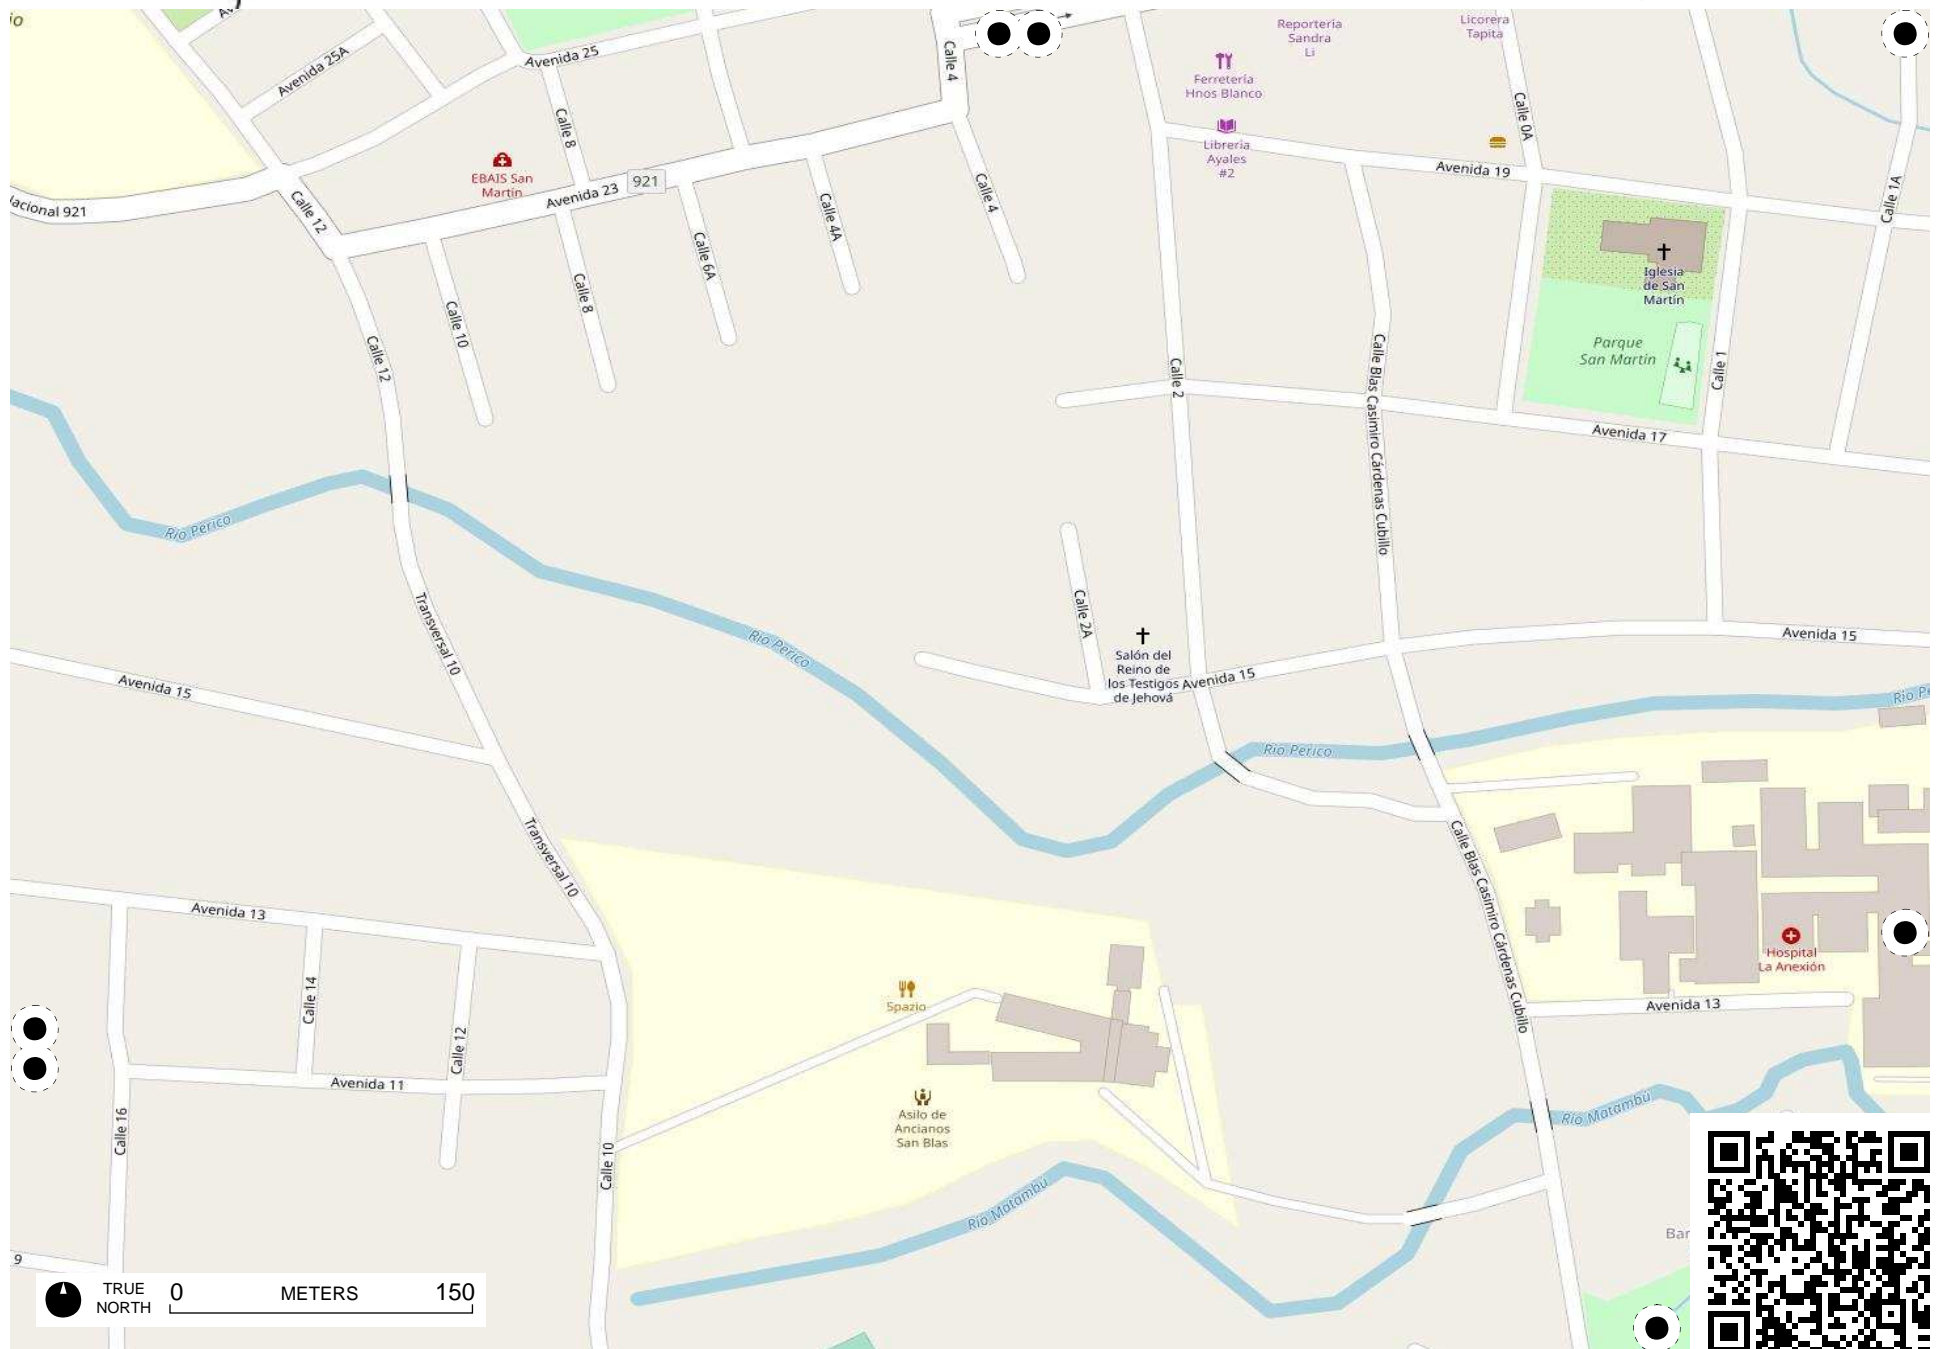 Avenida 25A
Avenida 25
Calle 4
Reportería
Sandra
Li
Licorera
Tapita
Ferretería
Hnos Blanco
Librería
Ayales
#2
Calle 0A
Calle 8
EBAIS San
Martín
Avenida 23
921
Avenida 19
Calle 1A
acional 921
Calle 12
Calle 4
Calle 4A
Calle 6A
Calle 8
Calle 10
Calle 12
Iglesia
de San
Martín
Parque
San Martín
Calle 1
Calle 2
Calle Blas Casimiro Cárdenas Cubillo
Avenida 17
Río Perico
Transversal 10
Calle 2A
Río Perico
Salón del
Reino de
los Testigos
de Jehová
Avenida 15
Avenida 15
Avenida 15
Río Pe
Río Perico
Transversal 10
Calle Blas Casimiro Cárdenas Cubillo
Avenida 13
Hospital
La Anexión
Spazio
Calle 14
Calle 12
Avenida 13
Avenida 11
Calle 16
Asilo de
Ancianos
San Blas
Calle 10
Río Matambú
Río Matambú
Bar
9
TRUE
NORTH
0 METERS 150